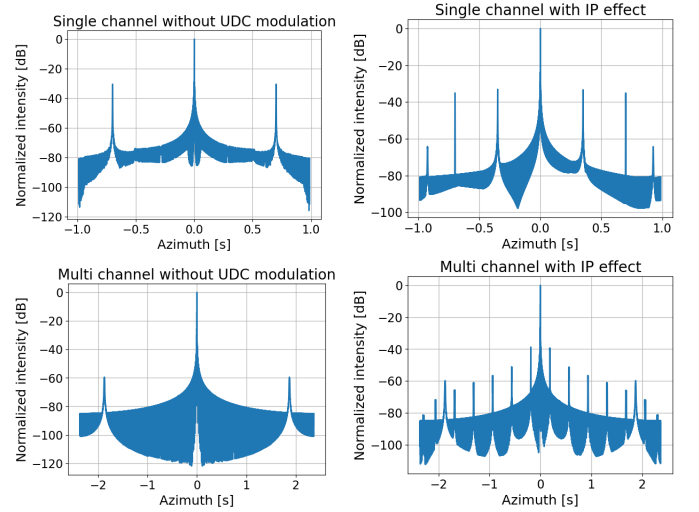 Single channel without UDC modulation
Normalized intensity [dB]
0
−20
−40
−60
−80
−100
−120
−1.0 −0.5 0.0 0.5 1.0
Azimuth [s]
Single channel with IP effect
Normalized intensity [dB]
0
−20
−40
−60
−80
−100
−1.0 −0.5 0.0 0.5 1.0
Azimuth [s]
Multi channel without UDC modulation
Normalized intensity [dB]
0
−20
−40
−60
−80
−100
−120
−2 −1 0 1 2
Azimuth [s]
Multi channel with IP effect
Normalized intensity [dB]
0
−20
−40
−60
−80
−100
−2 −1 0 1 2
Azimuth [s]